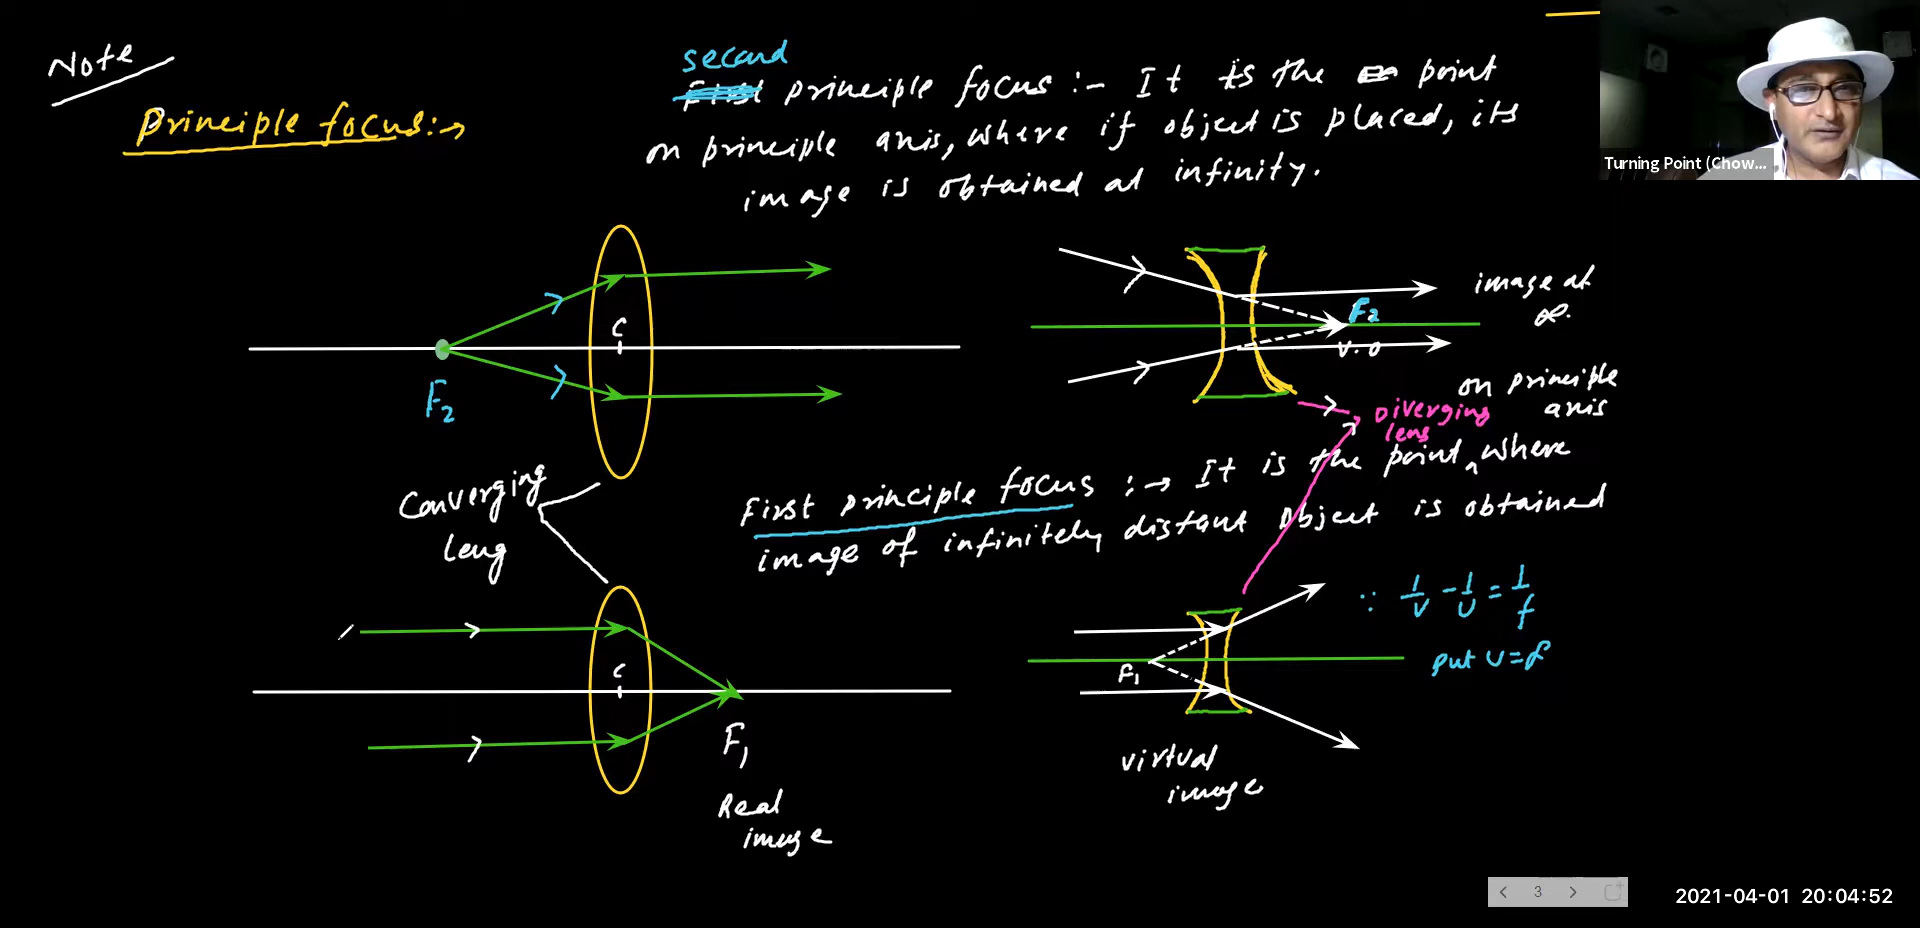 Note
Principle focus:→
second
First principle focus :- It is the point
on principle axis, where if object is placed, its
image is obtained at infinity.
Turning Point (Chow...
C
F2
F2
V.O
image at
∞.
on principle
axis
Diverging
lens
Converging
leng
First principle focus :→ It is the point ^ where
image of infinitely distant object is obtained
C
F1
Real
image
F1
virtual
image
∵ 1/v - 1/u = 1/f
put u=∞
3
2021-04-01 20:04:52